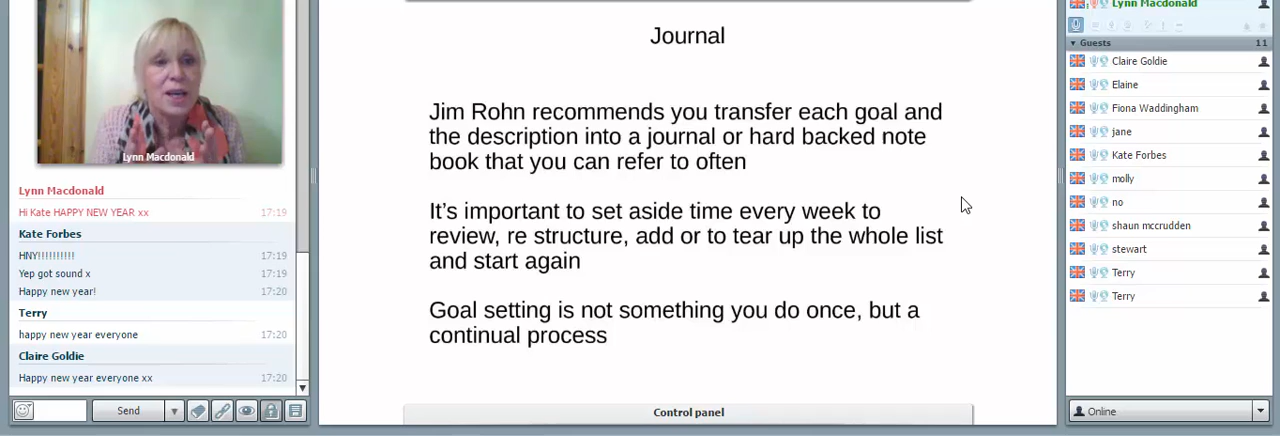 Lynn Macdonald
Lynn Macdonald
Hi Kate HAPPY NEW YEAR xx 17:19
Kate Forbes
HNY!!!!!!!!!! 17:19
Yep got sound x 17:19
Happy new year! 17:20
Terry
happy new year everyone 17:20
Claire Goldie
Happy new year everyone xx 17:20
Send
Journal
Jim Rohn recommends you transfer each goal and
the description into a journal or hard backed note
book that you can refer to often
It's important to set aside time every week to
review, re structure, add or to tear up the whole list
and start again
Goal setting is not something you do once, but a
continual process
Control panel
Lynn Macdonald
Guests 11
Claire Goldie
Elaine
Fiona Waddingham
jane
Kate Forbes
molly
no
shaun mccrudden
stewart
Terry
Terry
Online